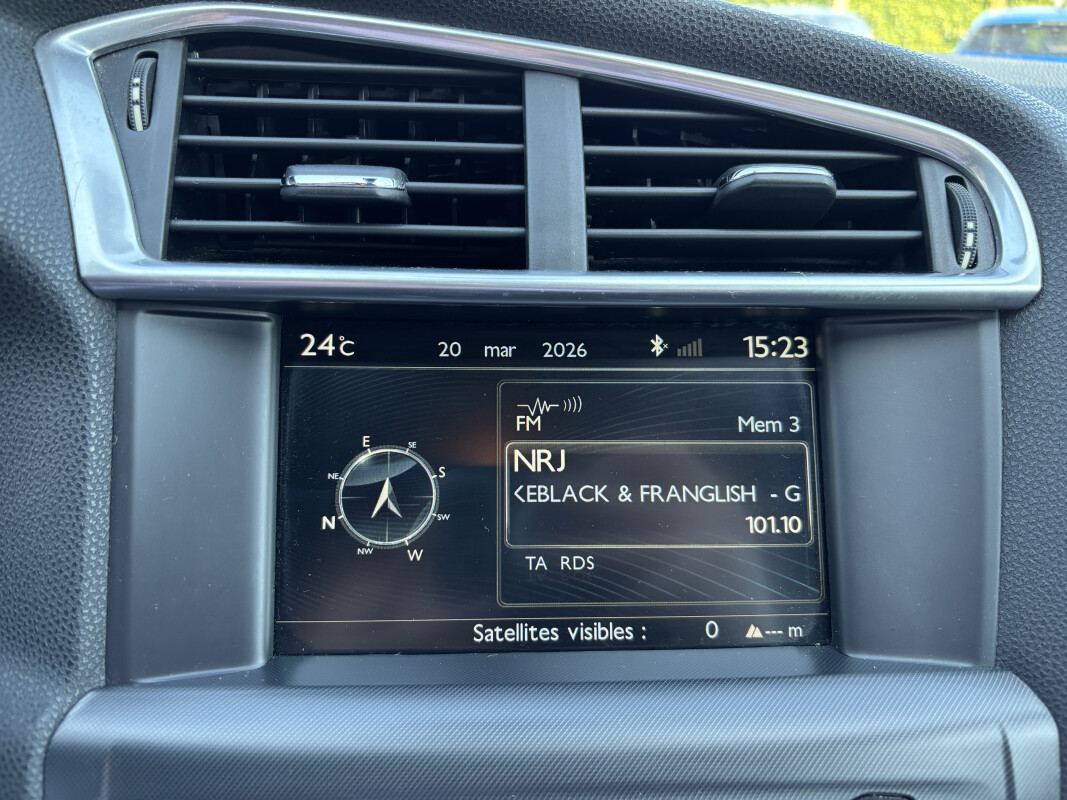 24°C 20 mar 2026 15:23
FM
Mem 3
NRJ
<EBLACK & FRANGLISH - G
101.10
TA RDS
E
SE
S
NE
N
SW
NW
W
Satellites visibles : 0 --- m